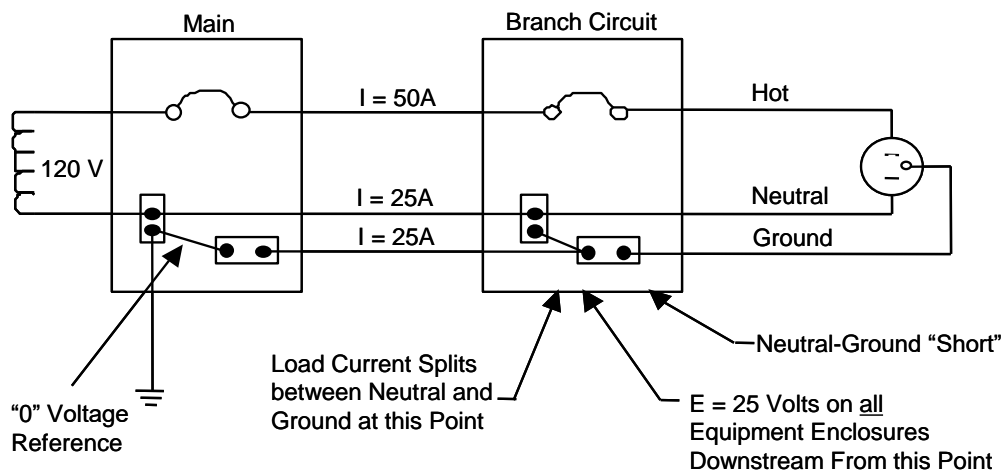 Main
Branch Circuit
I = 50A
Hot
120 V
I = 25A
Neutral
I = 25A
Ground
Neutral-Ground “Short”
Load Current Splits
between Neutral and
Ground at this Point
“0” Voltage
Reference
E = 25 Volts on all
Equipment Enclosures
Downstream From this Point